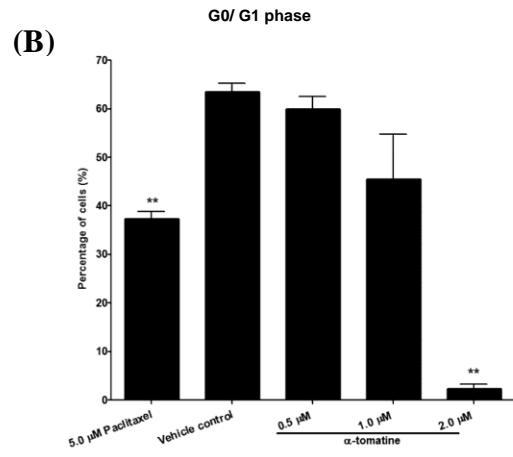 G0/ G1 phase
(B)
Percentage of cells (%)
70
60
50
40
30
20
10
0
**
**
5.0 µM Paclitaxel
Vehicle control
0.5 µM
1.0 µM
2.0 µM
α-tomatine